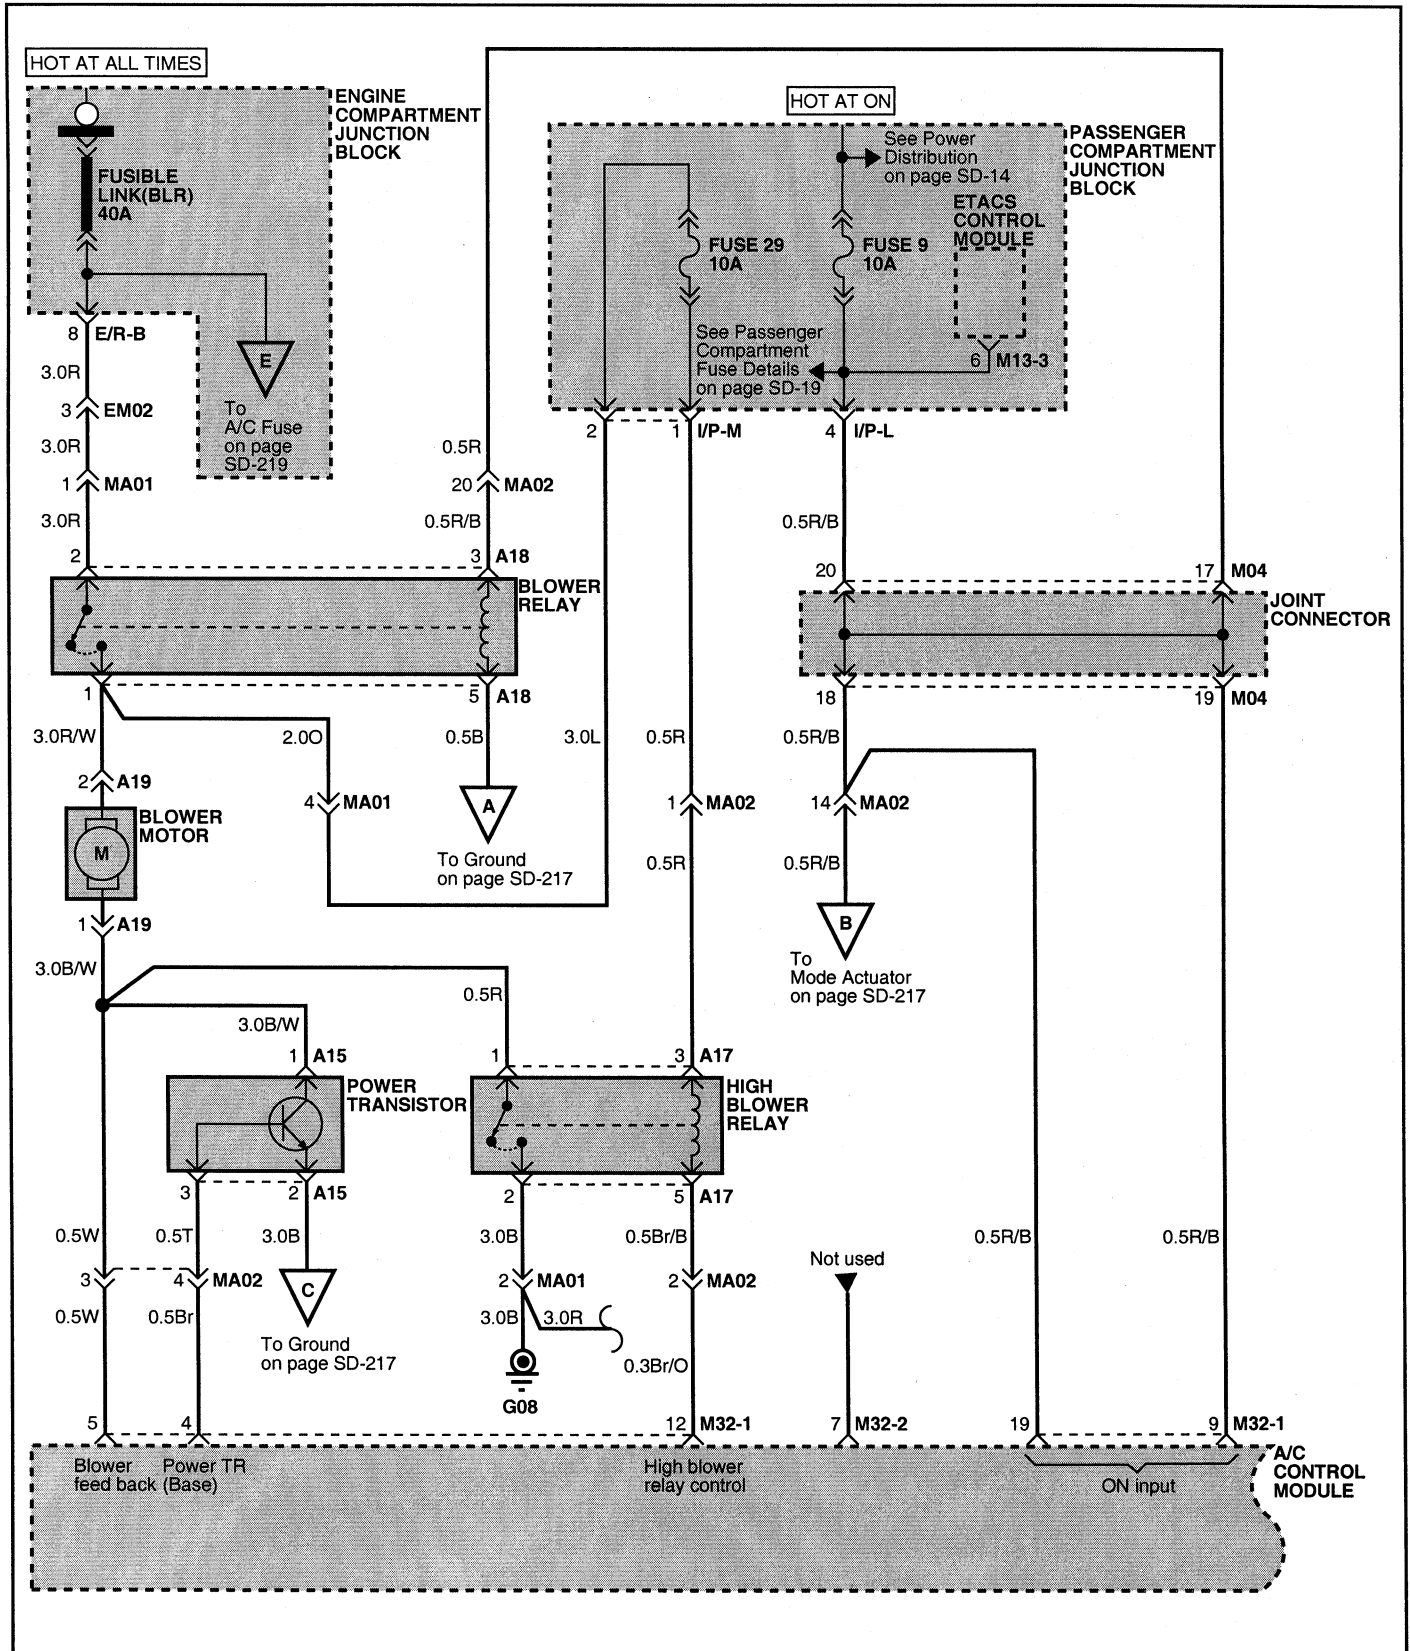 HOT AT ALL TIMES
HOT AT ON
ENGINE
COMPARTMENT
JUNCTION
BLOCK
FUSIBLE
LINK(BLR)
40A
PASSENGER
COMPARTMENT
JUNCTION
BLOCK
See Power
Distribution
on page SD-14
ETACS
CONTROL
MODULE
FUSE 29
10A
FUSE 9
10A
See Passenger
Compartment
Fuse Details
on page SD-19
6 M13-3
8 E/R-B
E
3.0R
3 EM02
To
A/C Fuse
on page
SD-219
2
1 I/P-M
4 I/P-L
3.0R
0.5R
1 MA01
20 MA02
3.0R
0.5R/B
0.5R/B
2
3 A18
20
17 M04
BLOWER
RELAY
JOINT
CONNECTOR
1
5 A18
18
19 M04
3.0R/W
2.0O
0.5B
3.0L
0.5R
0.5R/B
2 A19
4 MA01
A
1 MA02
14 MA02
BLOWER
MOTOR
M
To Ground
on page SD-217
0.5R
0.5R/B
1 A19
B
3.0B/W
To
Mode Actuator
on page SD-217
0.5R
3.0B/W
1 A15
1
3 A17
POWER
TRANSISTOR
HIGH
BLOWER
RELAY
3
2 A15
2
5 A17
0.5W
0.5T
3.0B
3.0B
0.5Br/B
0.5R/B
0.5R/B
Not used
3
4 MA02
C
2 MA01
2 MA02
0.5W
0.5Br
3.0B
3.0R
To Ground
on page SD-217
0.3Br/O
G08
5
4
12 M32-1
7 M32-2
19
9 M32-1
Blower
feed back
Power TR
(Base)
High blower
relay control
ON input
A/C
CONTROL
MODULE